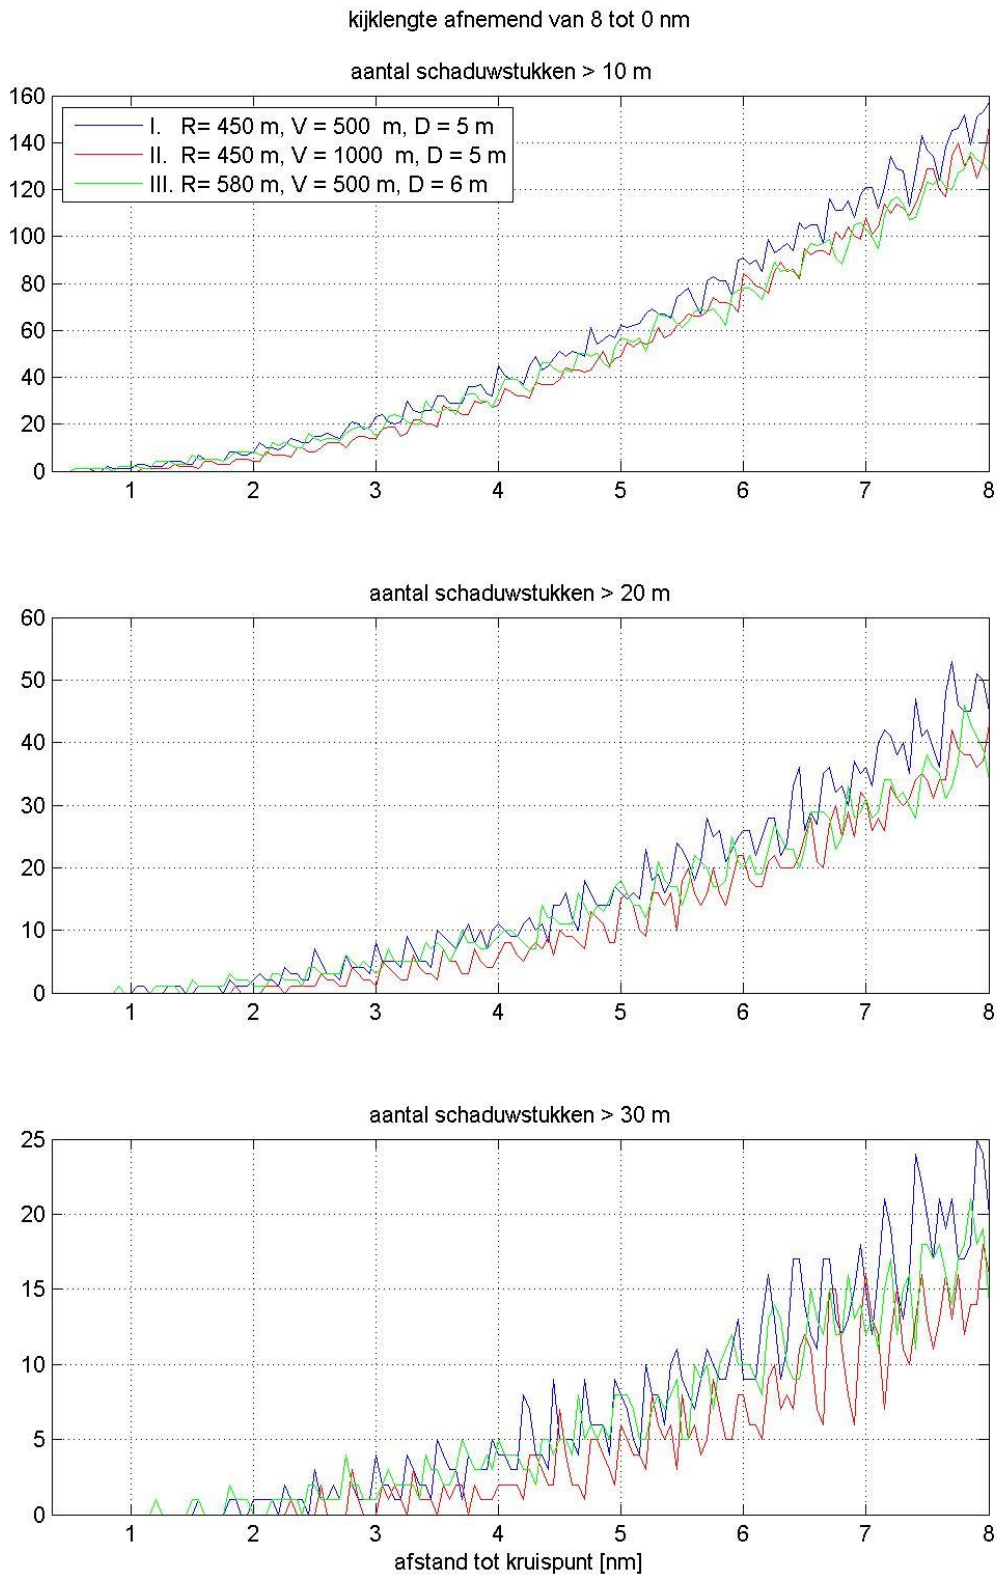 kijklengte afnemend van 8 tot 0 nm
aantal schaduwstukken > 10 m
160
140
120
100
80
60
40
20
0
I. R= 450 m, V = 500 m, D = 5 m
II. R= 450 m, V = 1000 m, D = 5 m
III. R= 580 m, V = 500 m, D = 6 m
1 2 3 4 5 6 7 8
aantal schaduwstukken > 20 m
60
50
40
30
20
10
0
1 2 3 4 5 6 7 8
aantal schaduwstukken > 30 m
25
20
15
10
5
0
1 2 3 4 5 6 7 8
afstand tot kruispunt [nm]